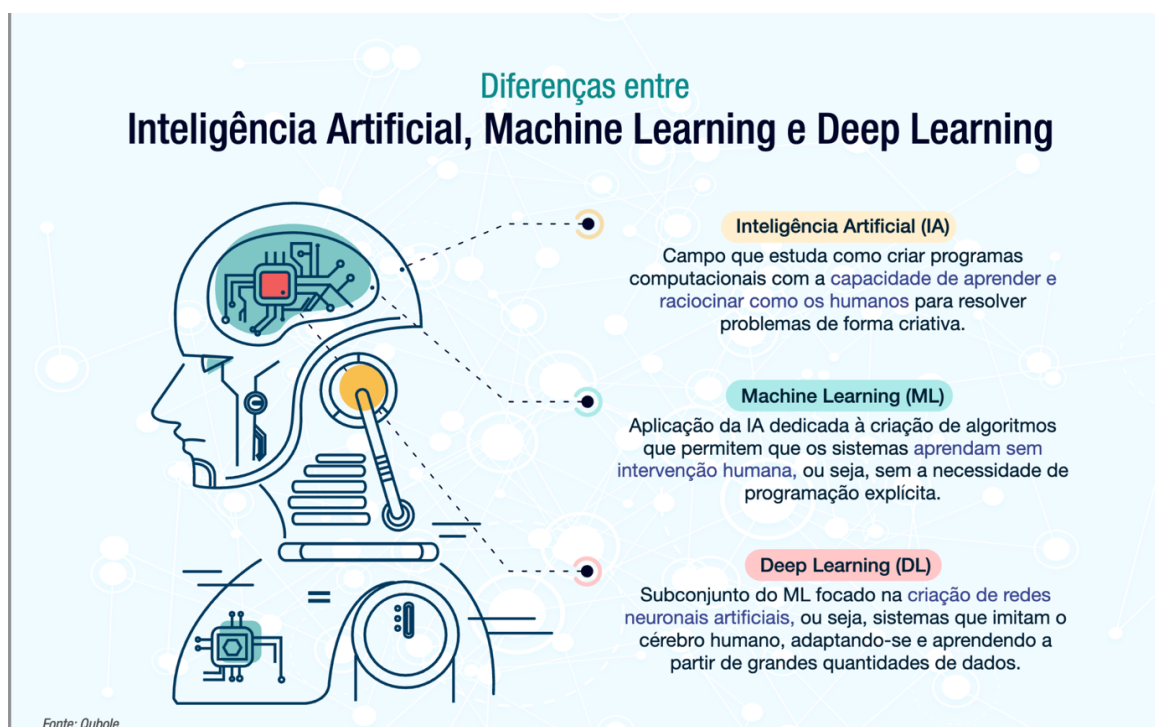 Diferenças entre
Inteligência Artificial, Machine Learning e Deep Learning
Inteligência Artificial (IA)
Campo que estuda como criar programas
computacionais com a capacidade de aprender e
raciocinar como os humanos para resolver
problemas de forma criativa.
Machine Learning (ML)
Aplicação da IA dedicada à criação de algoritmos
que permitem que os sistemas aprendam sem
intervenção humana, ou seja, sem a necessidade de
programação explícita.
Deep Learning (DL)
Subconjunto do ML focado na criação de redes
neuronais artificiais, ou seja, sistemas que imitam o
cérebro humano, adaptando-se e aprendendo a
partir de grandes quantidades de dados.
Fonte: Qubole